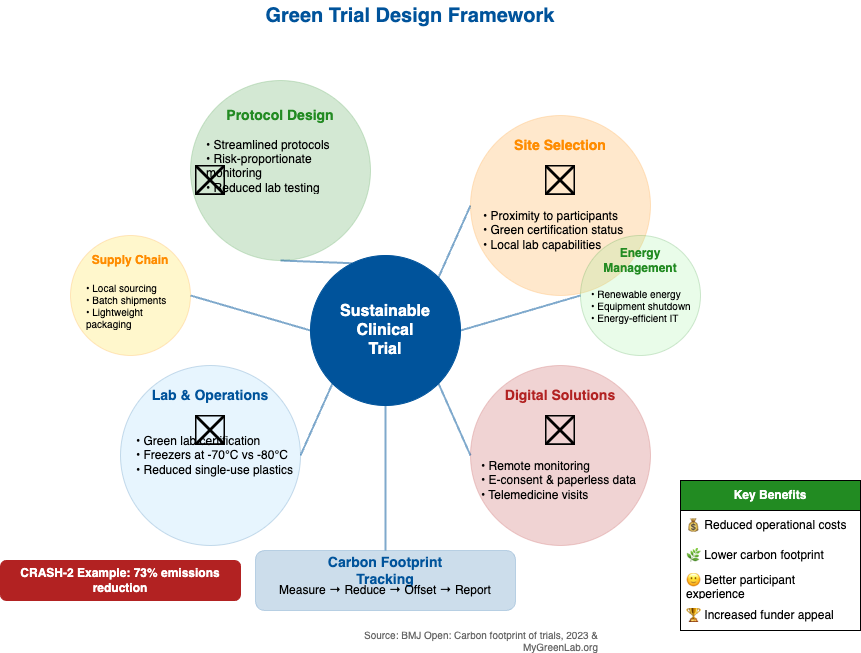 Green Trial Design Framework
Protocol Design
• Streamlined protocols
• Risk-proportionate
monitoring
• Reduced lab testing
Site Selection
• Proximity to participants
• Green certification status
• Local lab capabilities
Supply Chain
• Local sourcing
• Batch shipments
• Lightweight
packaging
Energy
Management
• Renewable energy
• Equipment shutdown
• Energy-efficient IT
Sustainable
Clinical
Trial
Lab & Operations
• Green lab certification
• Freezers at -70°C vs -80°C
• Reduced single-use plastics
Digital Solutions
• Remote monitoring
• E-consent & paperless data
• Telemedicine visits
Key Benefits
💰 Reduced operational costs
🌿 Lower carbon footprint
🙂 Better participant
experience
🏆 Increased funder appeal
CRASH-2 Example: 73% emissions
reduction
Carbon Footprint
Tracking
Measure → Reduce → Offset → Report
Source: BMJ Open: Carbon footprint of trials, 2023 &
MyGreenLab.org